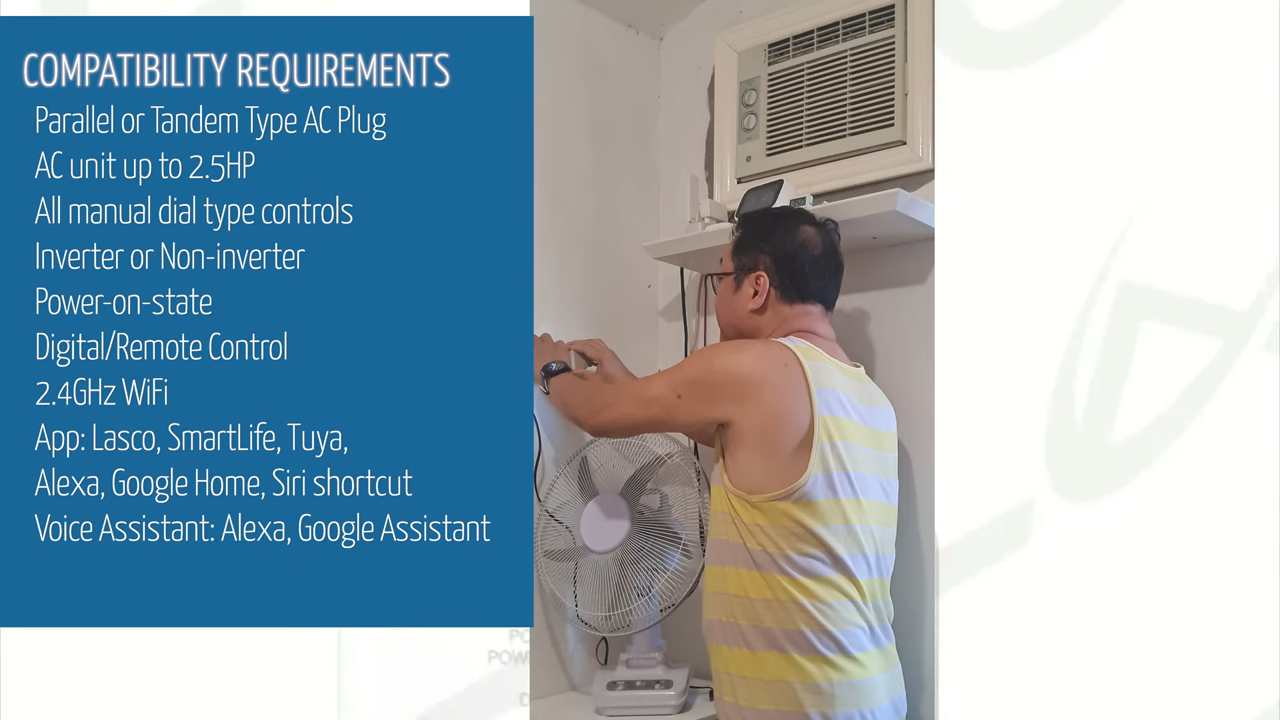 COMPATIBILITY REQUIREMENTS
Parallel or Tandem Type AC Plug
AC unit up to 2.5HP
All manual dial type controls
Inverter or Non-inverter
Power-on-state
Digital/Remote Control
2.4GHz WiFi
App: Lasco, SmartLife, Tuya,
Alexa, Google Home, Siri shortcut
Voice Assistant: Alexa, Google Assistant